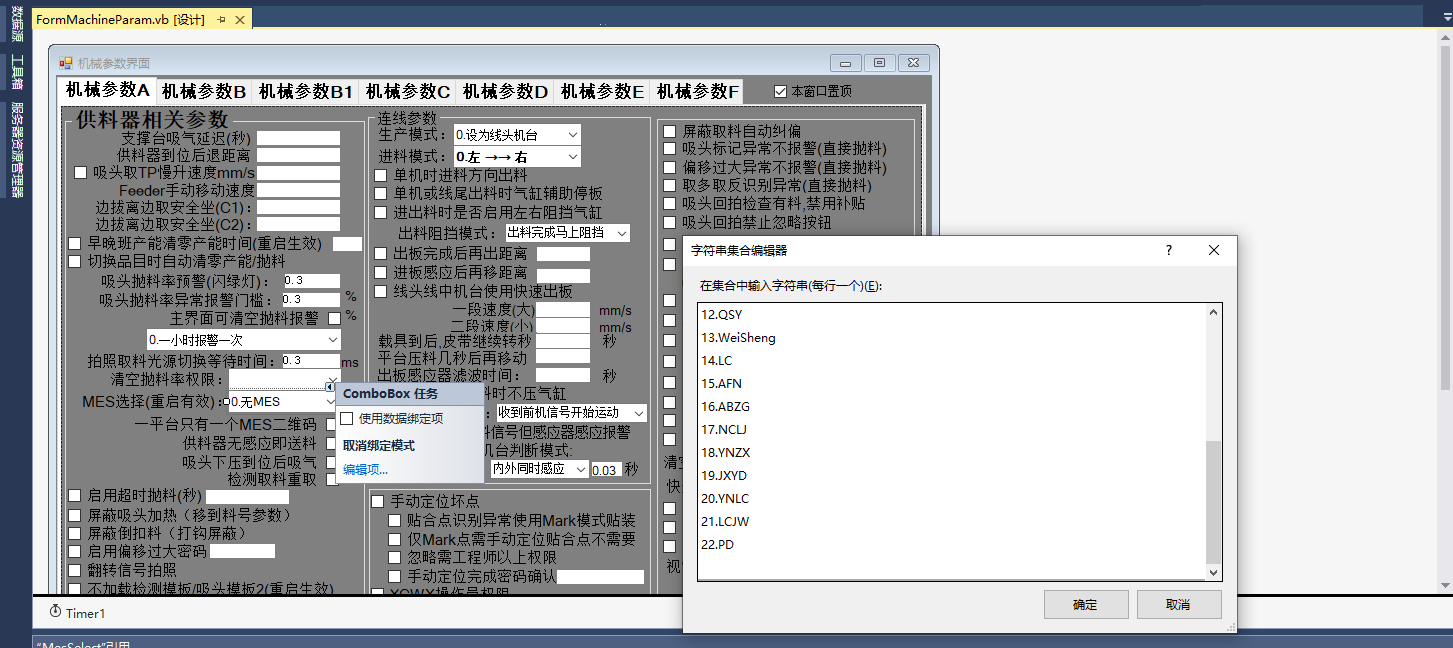 数据源
工具箱
服务器资源管理器
FormMachineParam.vb [设计]
机械参数界面
机械参数A
机械参数B
机械参数B1
机械参数C
机械参数D
机械参数E
机械参数F
本窗口置顶
供料器相关参数
支撑台吸气延迟(秒)
供料器到位后退距离
吸头取TP慢升速度mm/s
Feeder手动移动速度
边拔离边取安全坐(C1):
边拔离边取安全坐(C2):
早晚班产能清零产能时间(重启生效)
切换品目时自动清零产能/抛料
吸头抛料率预警(闪绿灯): 0.3
吸头抛料率异常报警门槛: 0.3 %
主界面可清空抛料报警 %
0.一小时报警一次
拍照取料光源切换等待时间: 0.3 ms
清空抛料率权限:
MES选择(重启有效): 0.无MES
一平台只有一个MES二维码
供料器无感应即送料
吸头下压到位后吸气
检测取料重取
启用超时抛料(秒)
屏蔽吸头加热（移到料号参数）
屏蔽倒扣料（打钩屏蔽）
启用偏移过大密码
翻转信号拍照
不加载检测模板/吸头模板2(重启生效)
连线参数
生产模式: 0.设为线头机台
进料模式: 0.左 →→ 右
单机时进料方向出料
单机或线尾出料时气缸辅助停板
进出料时是否启用左右阻挡气缸
出料阻挡模式: 出料完成马上阻挡
出板完成后再出距离
进板感应后再移距离
线头线中机台使用快速出板
一段速度(大) mm/s
二段速度(小) mm/s
载具到后,皮带继续转秒 秒
平台压料几秒后再移动
出板感应器滤波时间: 秒
料时不压气缸
: 收到前机信号开始运动
料信号但感应器感应报警
机台判断模式:
内外同时感应 0.03 秒
手动定位坏点
贴合点识别异常使用Mark模式贴装
仅Mark点需手动定位贴合点不需要
忽略需工程师以上权限
手动定位完成密码确认
XCWX操作员权限
屏蔽取料自动纠偏
吸头标记异常不报警(直接抛料)
偏移过大异常不报警(直接抛料)
取多取反识别异常(直接抛料)
吸头回拍检查有料,禁用补贴
吸头回拍禁止忽略按钮
清空
快
视
ComboBox 任务
使用数据绑定项
取消绑定模式
编辑项...
字符串集合编辑器
?
在集合中输入字符串(每行一个)(E):
12.QSY
13.WeiSheng
14.LC
15.AFN
16.ABZG
17.NCLJ
18.YNZX
19.JXYD
20.YNLC
21.LCJW
22.PD
确定
取消
Timer1
"MesSelect"引用